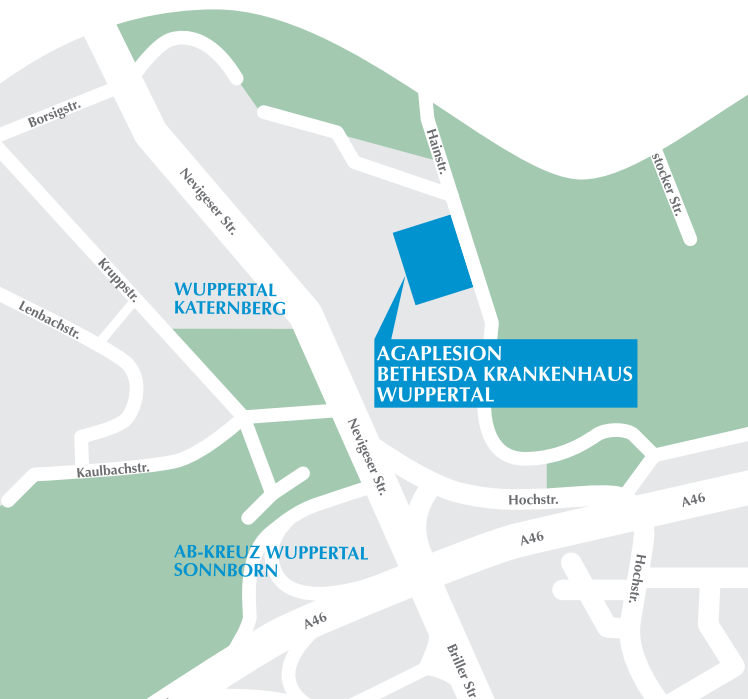 Borsigstr.
Hainstr.
stocker Str.
Nevigeser Str.
Kruppstr.
WUPPERTAL
KATERNBERG
Lenbachstr.
AGAPLESION
BETHESDA KRANKENHAUS
WUPPERTAL
Nevigeser Str.
Kaulbachstr.
Hochstr.
A46
A46
AB-KREUZ WUPPERTAL
SONNBORN
Hochstr.
A46
Briller Str